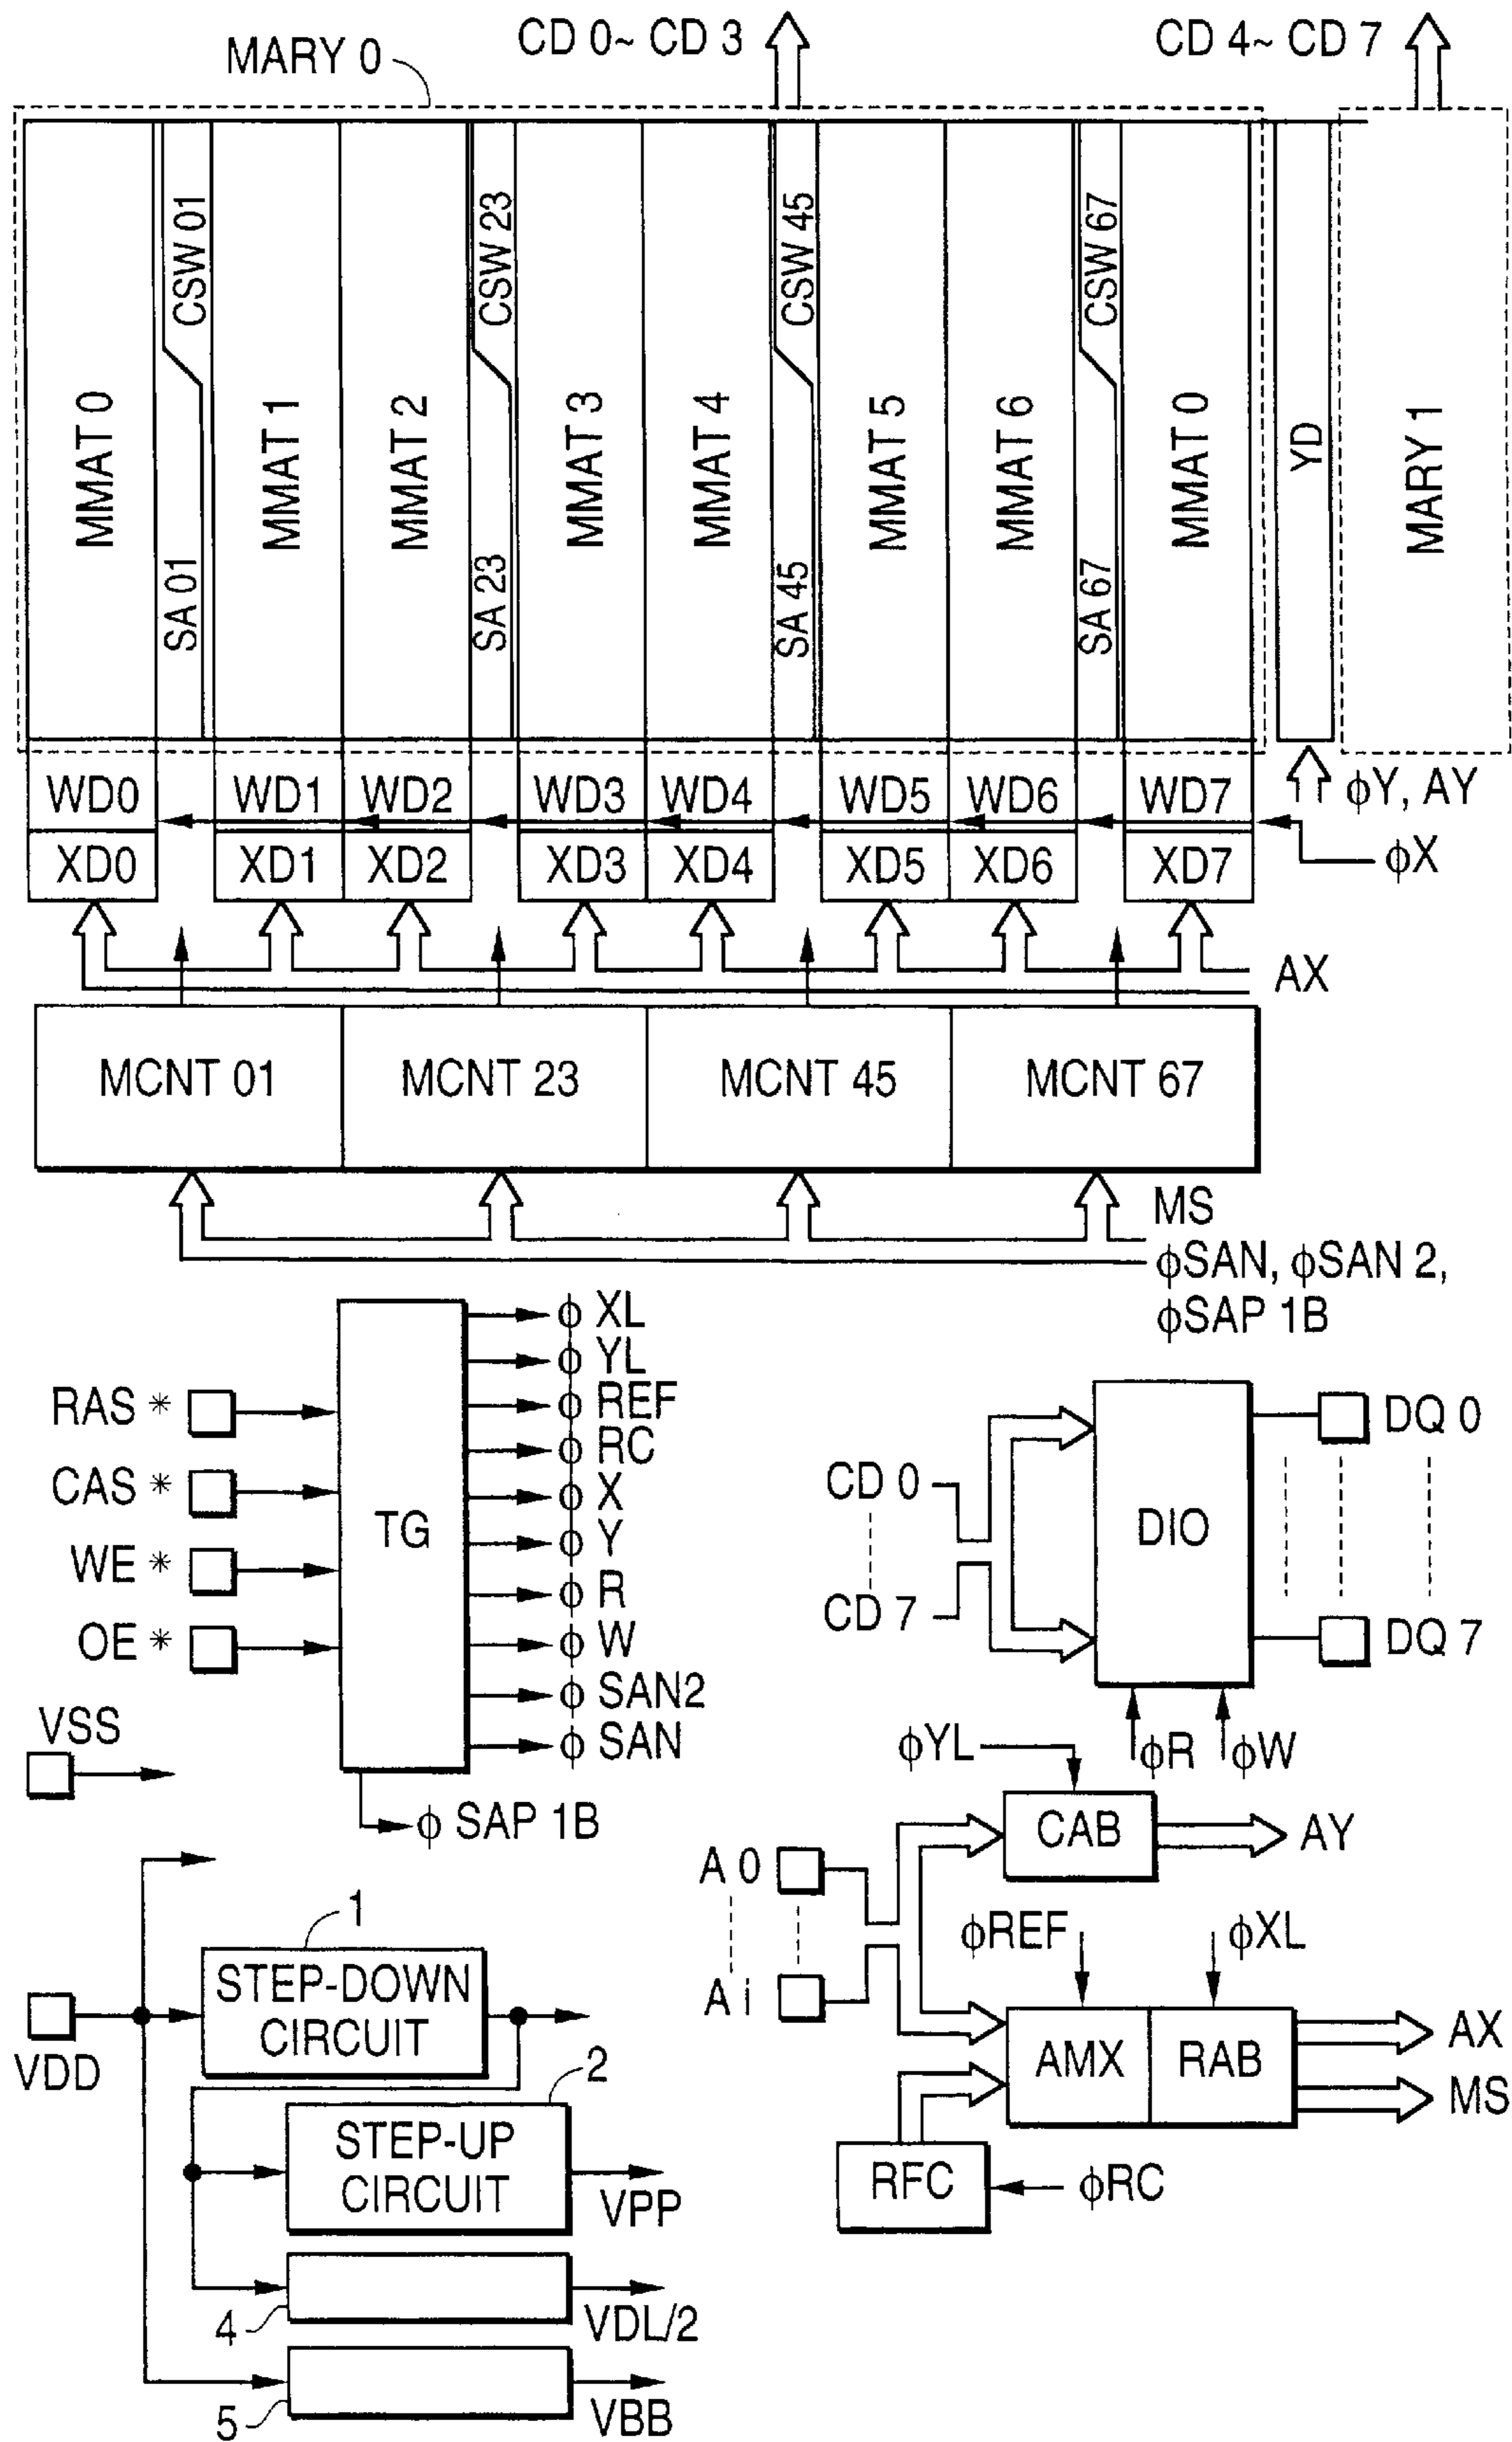 MARY 0
CD 0~ CD 3
CD 4~ CD 7
MMAT 0
SA 01
CSW 01
MMAT 1
MMAT 2
SA 23
CSW 23
MMAT 3
MMAT 4
SA 45
CSW 45
MMAT 5
MMAT 6
SA 67
CSW 67
MMAT 0
YD
MARY 1
WD0
WD1
WD2
WD3
WD4
WD5
WD6
WD7
ϕY, AY
XD0
XD1
XD2
XD3
XD4
XD5
XD6
XD7
ϕX
AX
MCNT 01
MCNT 23
MCNT 45
MCNT 67
MS
ϕSAN, ϕSAN 2,
ϕSAP 1B
RAS *
CAS *
WE *
OE *
TG
ϕ XL
ϕ YL
ϕ REF
ϕ RC
ϕ X
ϕ Y
ϕ R
ϕ W
ϕ SAN2
ϕ SAN
ϕ SAP 1B
VSS
CD 0
CD 7
DIO
DQ 0
DQ 7
ϕR
ϕW
ϕYL
CAB
AY
A 0
A i
ϕREF
ϕXL
AMX
RAB
AX
MS
RFC
ϕRC
VDD
1
STEP-DOWN
CIRCUIT
2
STEP-UP
CIRCUIT
VPP
4
VDL/2
5
VBB